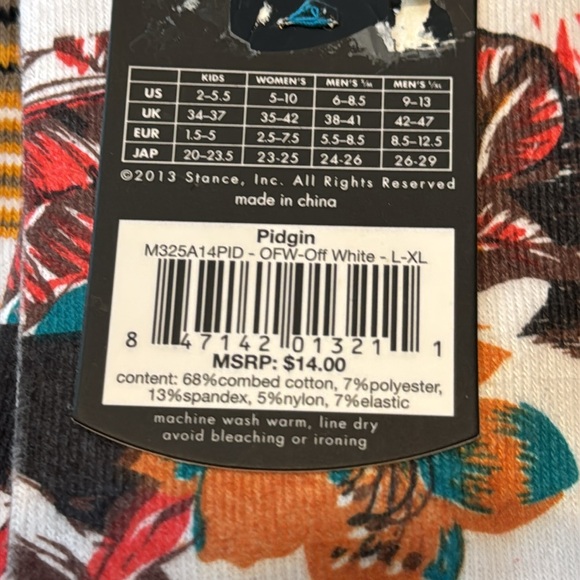 KIDS WOMEN'S MEN'S S/M MEN'S L/XL
US 2–5.5 5–10 6–8.5 9–13
UK 34–37 35–42 38–41 42–47
EUR 1.5–5 2.5–7.5 5.5–8.5 8.5–12.5
JAP 20–23.5 23-25 24-26 26-29
©2013 Stance, Inc. All Rights Reserved
made in china
Pidgin
M325A14PID - OFW-Off White - L-XL
8 47142 01321 1
MSRP: $14.00
content: 68%combed cotton, 7%polyester,
13%spandex, 5%nylon, 7%elastic
machine wash warm, line dry
avoid bleaching or ironing